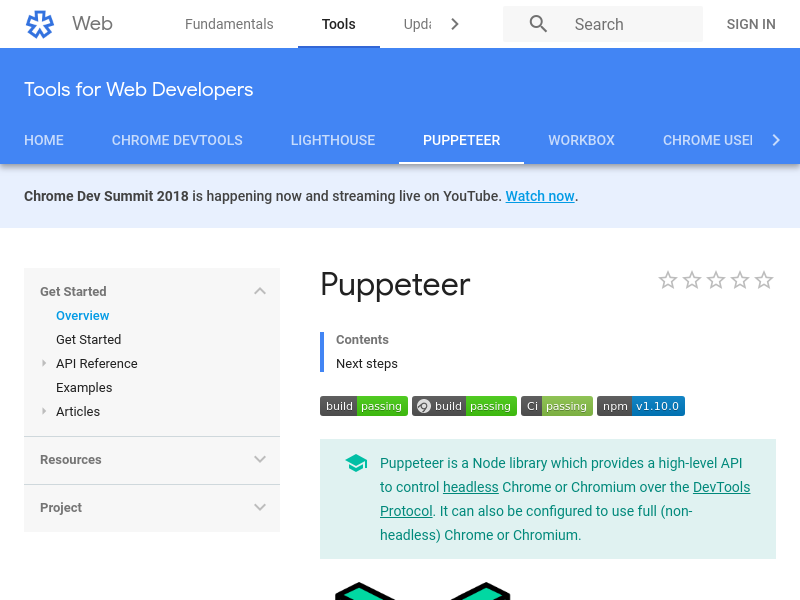 Web
Fundamentals
Tools
Search
SIGN IN
Tools for Web Developers
HOME
CHROME DEVTOOLS
LIGHTHOUSE
PUPPETEER
WORKBOX
CHROME
Chrome Dev Summit 2018 is happening now and streaming live on YouTube. Watch now.
Get Started
Overview
Get Started
API Reference
Examples
Articles
Resources
Project
Puppeteer
Contents
Next steps
build passing
build passing
Ci passing
npm v1.10.0
Puppeteer is a Node library which provides a high-level API
to control headless Chrome or Chromium over the DevTools
Protocol. It can also be configured to use full (non-
headless) Chrome or Chromium.